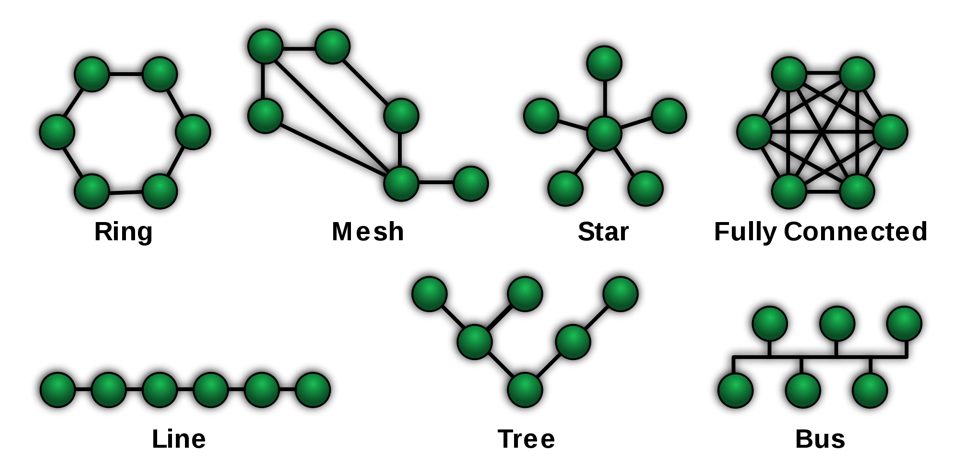 Ring
Mesh
Star
Fully Connected
Line
Tree
Bus